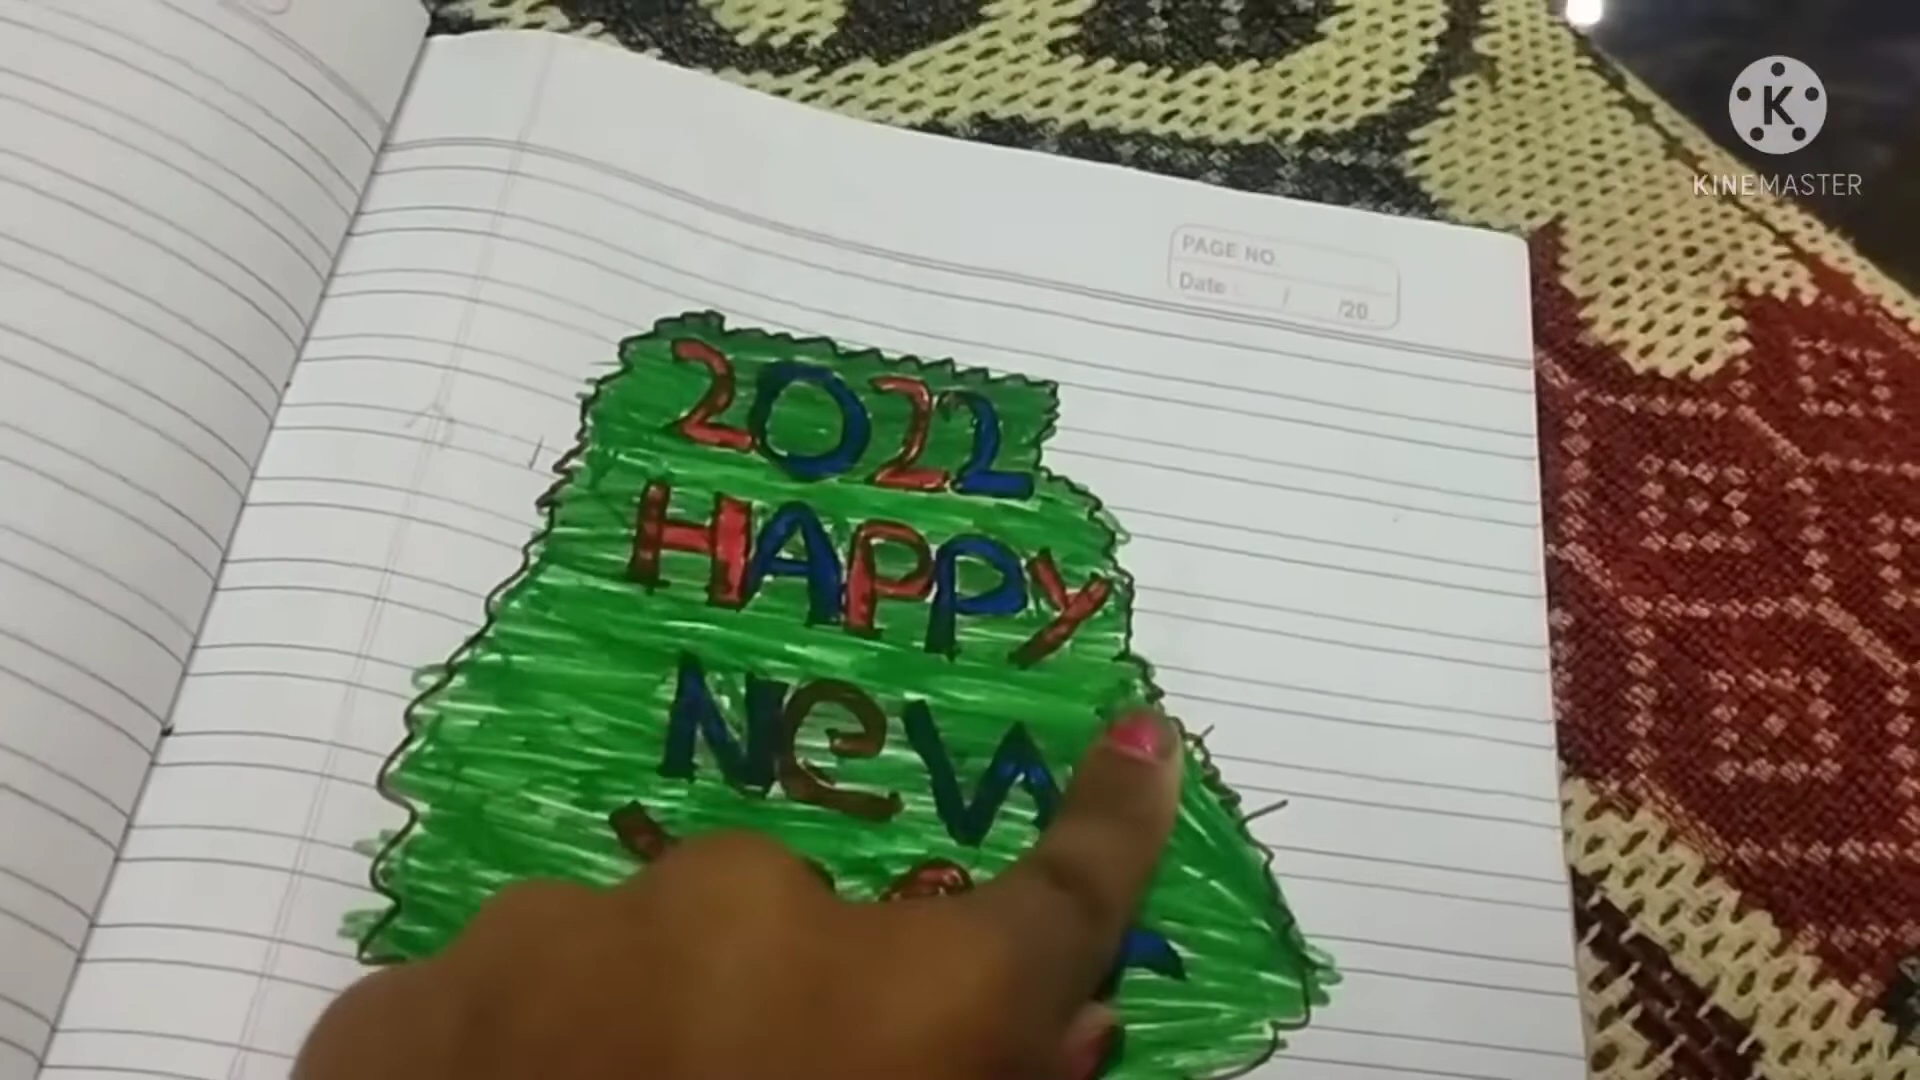 KINEMASTER
PAGE NO.
Date : / /20
2022
HAPPY
NeW